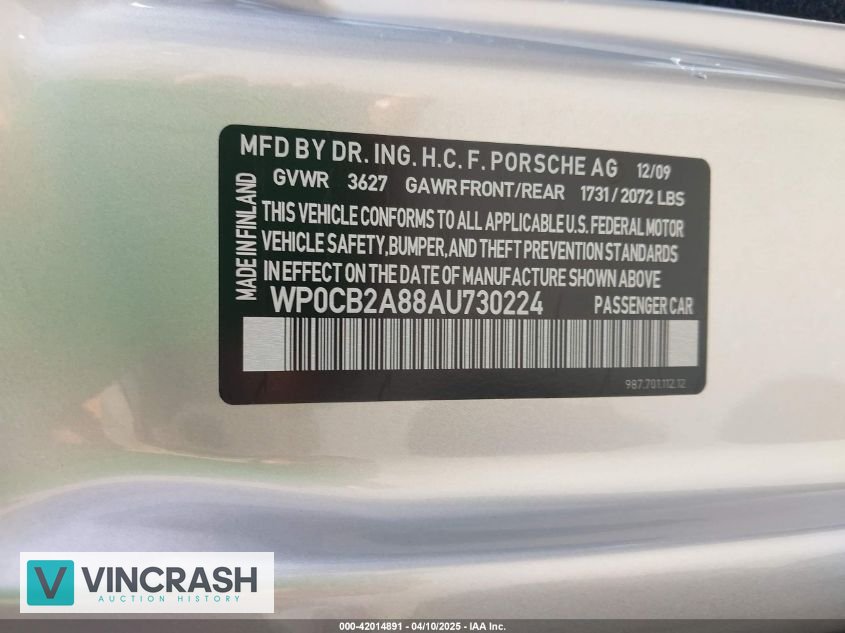 MFD BY DR. ING. H.C. F. PORSCHE AG 12/09
GVWR 3627 GAWR FRONT/REAR 1731/2072 LBS
MADE IN FINLAND
THIS VEHICLE CONFORMS TO ALL APPLICABLE U.S. FEDERAL MOTOR
VEHICLE SAFETY, BUMPER, AND THEFT PREVENTION STANDARDS
IN EFFECT ON THE DATE OF MANUFACTURE SHOWN ABOVE
WP0CB2A88AU730224 PASSENGER CAR
987.701.112.12
V VINCRASH
AUCTION HISTORY
000-42014891 - 04/10/2025 - IAA Inc.